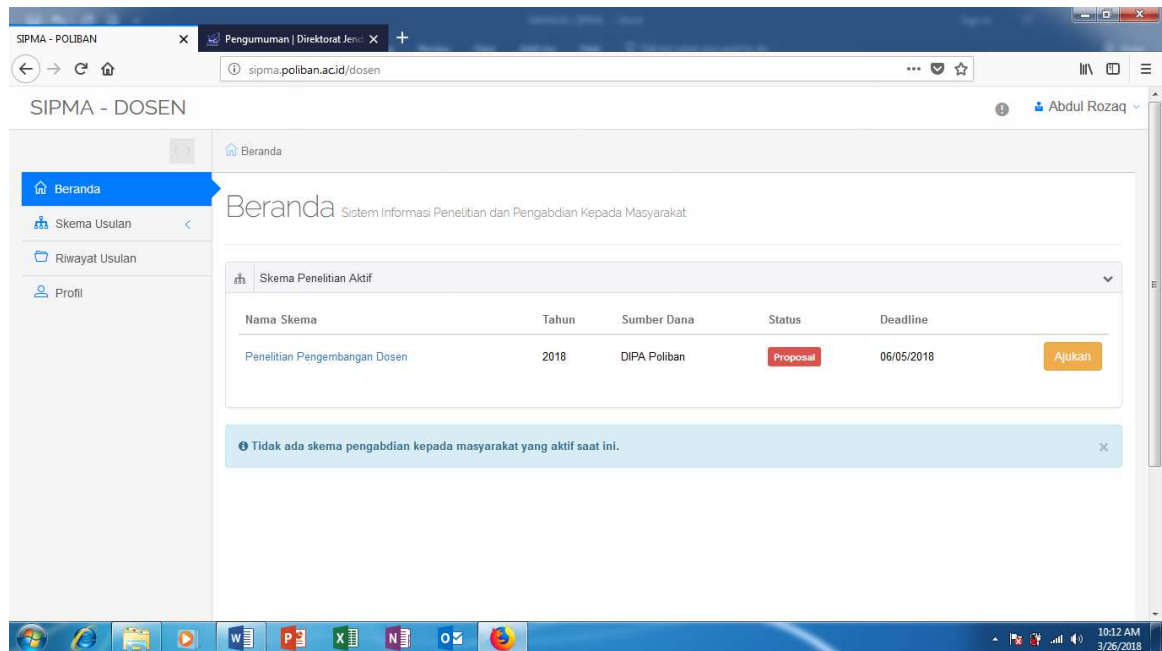 SIPMA - POLIBAN
Pengumuman | Direktorat Jend
sipma.poliban.ac.id/dosen
SIPMA - DOSEN
Abdul Rozaq
Beranda
Beranda
Skema Usulan
Riwayat Usulan
Profil
Beranda Sistem Informasi Penelitian dan Pengabdian Kepada Masyarakat
Skema Penelitian Aktif
Nama Skema Tahun Sumber Dana Status Deadline
Penelitian Pengembangan Dosen 2018 DIPA Poliban Proposal 06/05/2018 Ajukan
Tidak ada skema pengabdian kepada masyarakat yang aktif saat ini.
10:12 AM
3/26/2018